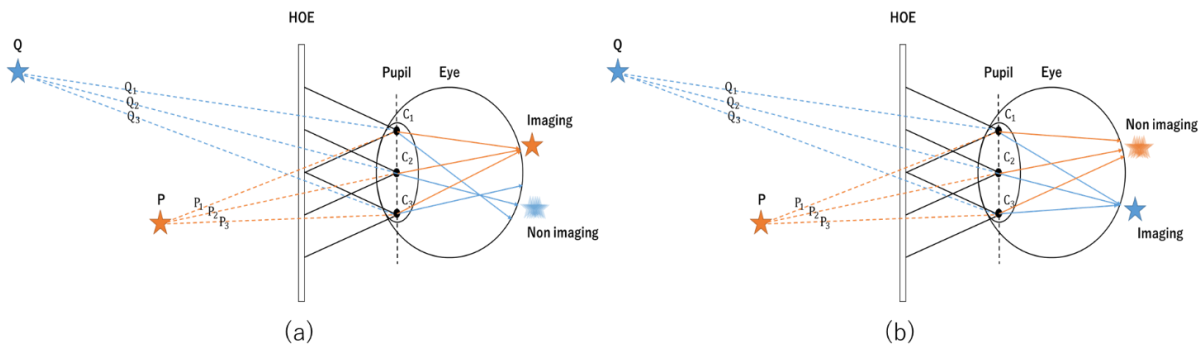 HOE
Q
Pupil
Eye
Q₁
Q₂
Q₃
C₁
C₂
C₃
Imaging
P
P₁
P₂
P₃
Non imaging
(a)
HOE
Q
Pupil
Eye
Q₁
Q₂
Q₃
C₁
C₂
C₃
Non imaging
P
P₁
P₂
P₃
Imaging
(b)